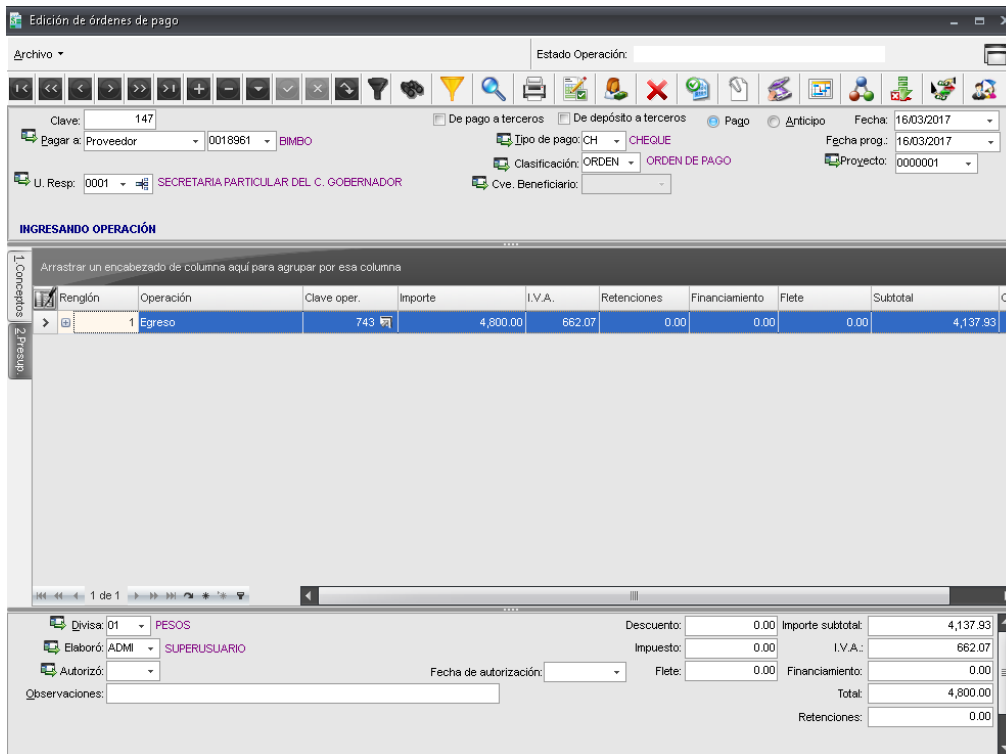 Edición de órdenes de pago
Archivo
Estado Operación:
Clave: 147
De pago a terceros De depósito a terceros Pago Anticipo Fecha: 16/03/2017
Pagar a: Proveedor 0018961 BIMBO
Tipo de pago: CH CHEQUE
Fecha prog.: 16/03/2017
Clasificación: ORDEN ORDEN DE PAGO
Proyecto: 0000001
U. Resp: 0001 SECRETARIA PARTICULAR DEL C. GOBERNADOR
Cve. Beneficiario:
INGRESANDO OPERACIÓN
1.Conceptos
2.Presup.
Arrastrar un encabezado de columna aquí para agrupar por esa columna
Renglón Operación Clave oper. Importe I.V.A. Retenciones Financiamiento Flete Subtotal
1 Egreso 743 4,800.00 662.07 0.00 0.00 0.00 4,137.93
1 de 1
Divisa: 01 PESOS
Descuento: 0.00 Importe subtotal: 4,137.93
Elaboró: ADMI SUPERUSUARIO
Impuesto: 0.00 I.V.A.: 662.07
Autorizó:
Fecha de autorización:
Flete: 0.00 Financiamiento: 0.00
Observaciones:
Total: 4,800.00
Retenciones: 0.00